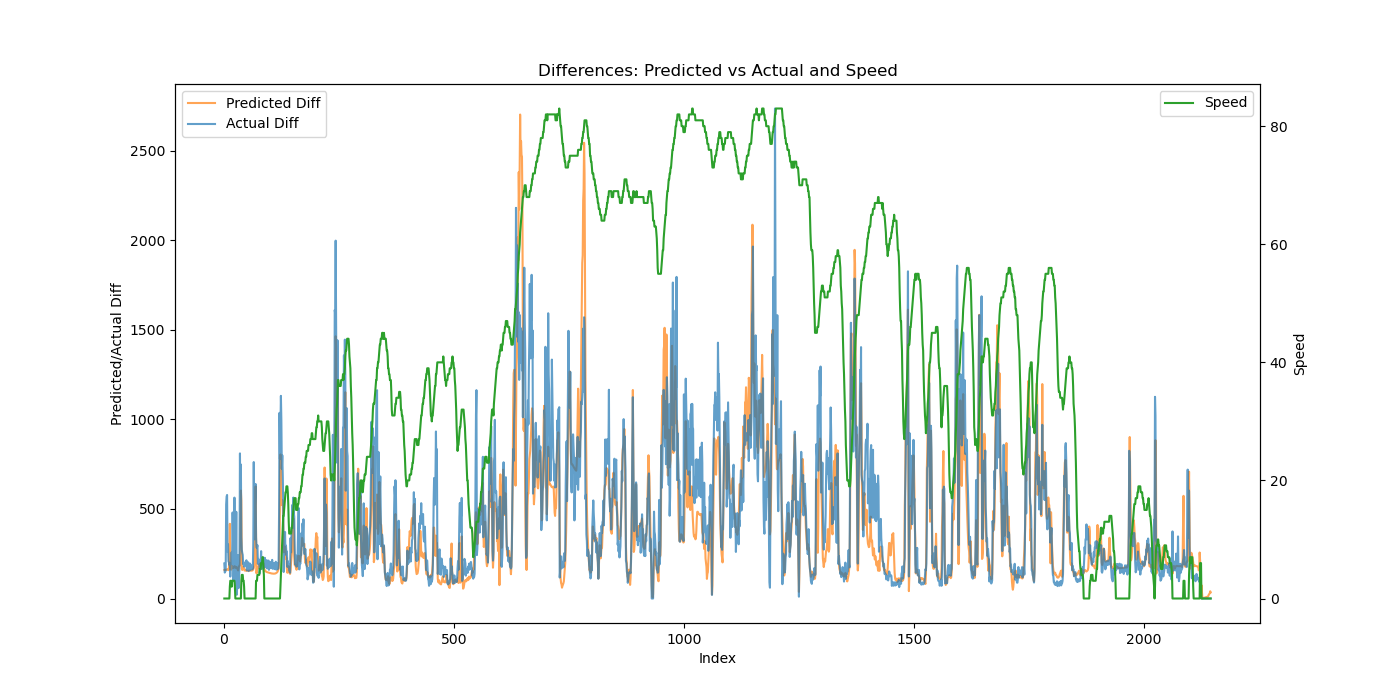 Differences: Predicted vs Actual and Speed
Predicted Diff
Actual Diff
Speed
2500
2000
1500
1000
500
0
Predicted/Actual Diff
80
60
40
20
0
Speed
0 500 1000 1500 2000
Index